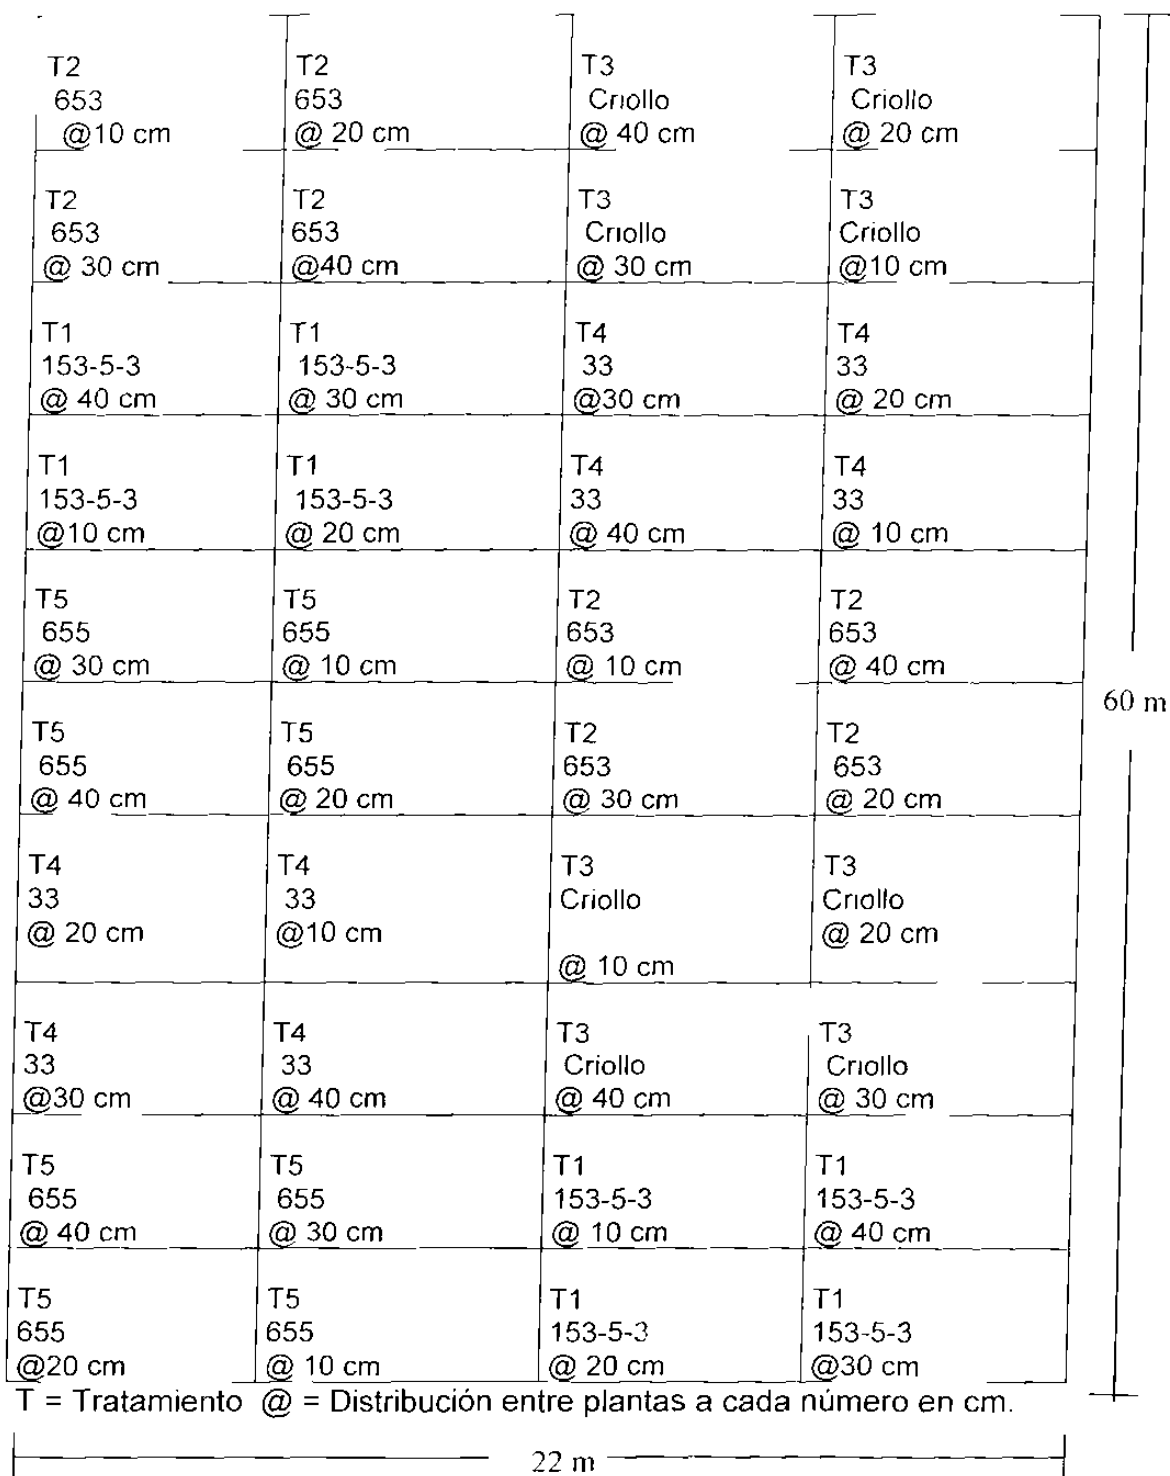 T2 T2 T3 T3
653 653 Criollo Criollo
@10 cm @ 20 cm @ 40 cm @ 20 cm
T2 T2 T3 T3
653 653 Criollo Criollo
@ 30 cm @40 cm @ 30 cm @10 cm
T1 T1 T4 T4
153-5-3 153-5-3 33 33
@ 40 cm @ 30 cm @30 cm @ 20 cm
T1 T1 T4 T4
153-5-3 153-5-3 33 33
@10 cm @ 20 cm @ 40 cm @ 10 cm
T5 T5 T2 T2
655 655 653 653
@ 30 cm @ 10 cm @ 10 cm @ 40 cm
60 m
T5 T5 T2 T2
655 655 653 653
@ 40 cm @ 20 cm @ 30 cm @ 20 cm
T4 T4 T3 T3
33 33 Criollo Criollo
@ 20 cm @10 cm @ 20 cm
@ 10 cm
T4 T4 T3 T3
33 33 Criollo Criollo
@30 cm @ 40 cm @ 40 cm @ 30 cm
T5 T5 T1 T1
655 655 153-5-3 153-5-3
@ 40 cm @ 30 cm @ 10 cm @ 40 cm
T5 T5 T1 T1
655 655 153-5-3 153-5-3
@20 cm @ 10 cm @ 20 cm @30 cm
T = Tratamiento @ = Distribución entre plantas a cada número en cm.
22 m